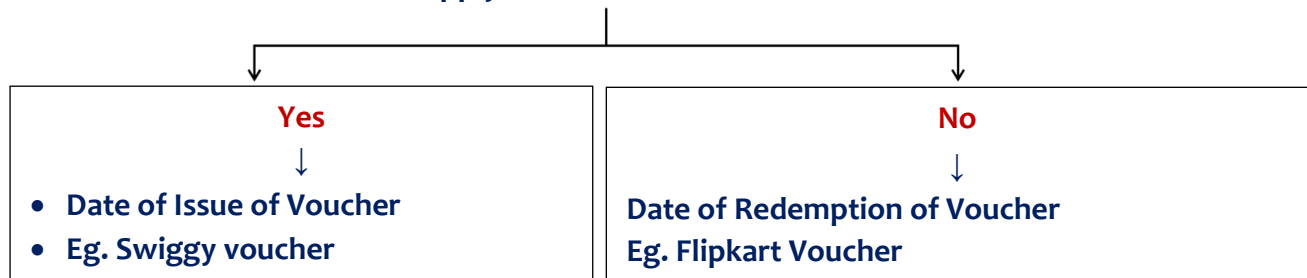 Yes
↓
• Date of Issue of Voucher
• Eg. Swiggy voucher
No
↓
Date of Redemption of Voucher
Eg. Flipkart Voucher